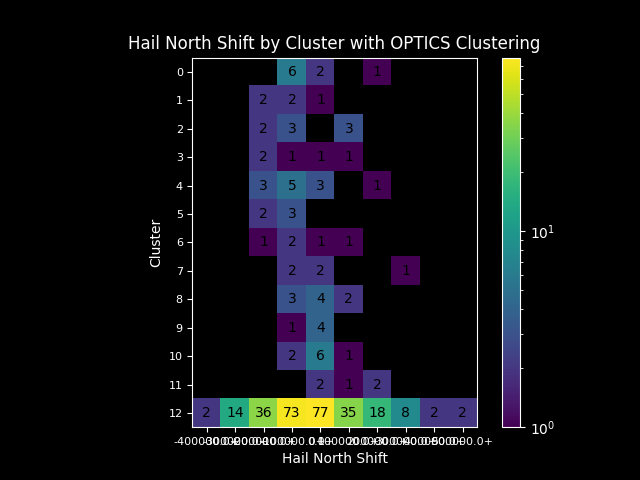 Hail North Shift by Cluster with OPTICS Clustering
0 6 2 1
1 2 2 1
2 2 3 3
3 2 1 1 1
4 3 5 3 1
5 2 3
6 1 2 1 1
7 2 2 1
8 3 4 2
9 1 4
10 2 6 1
11 2 1 2
12 2 14 36 73 77 35 18 8 2 2
Cluster
Hail North Shift
10¹
10⁰